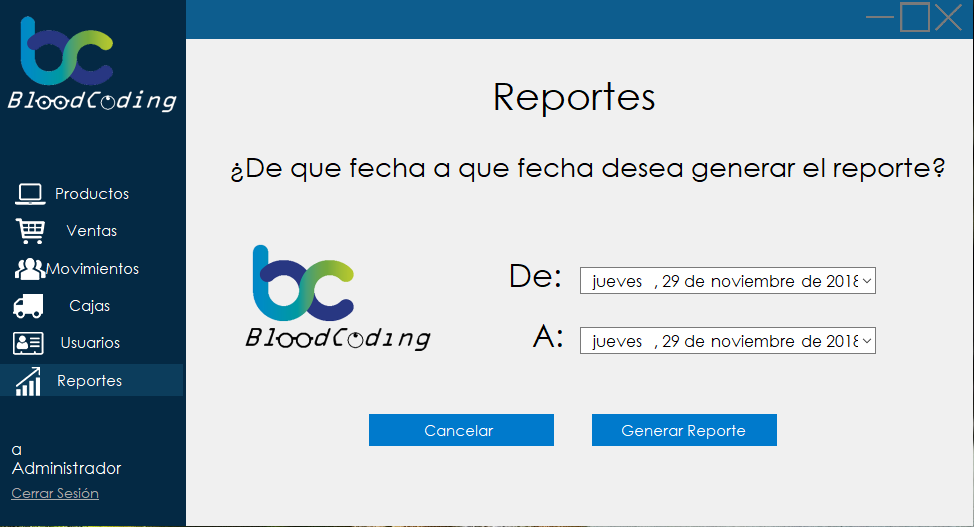 BloodCoding
Productos
Ventas
Movimientos
Cajas
Usuarios
Reportes
a
Administrador
Cerrar Sesión
Reportes
¿De que fecha a que fecha desea generar el reporte?
BloodCoding
De: jueves , 29 de noviembre de 2018
A: jueves , 29 de noviembre de 2018
Cancelar Generar Reporte